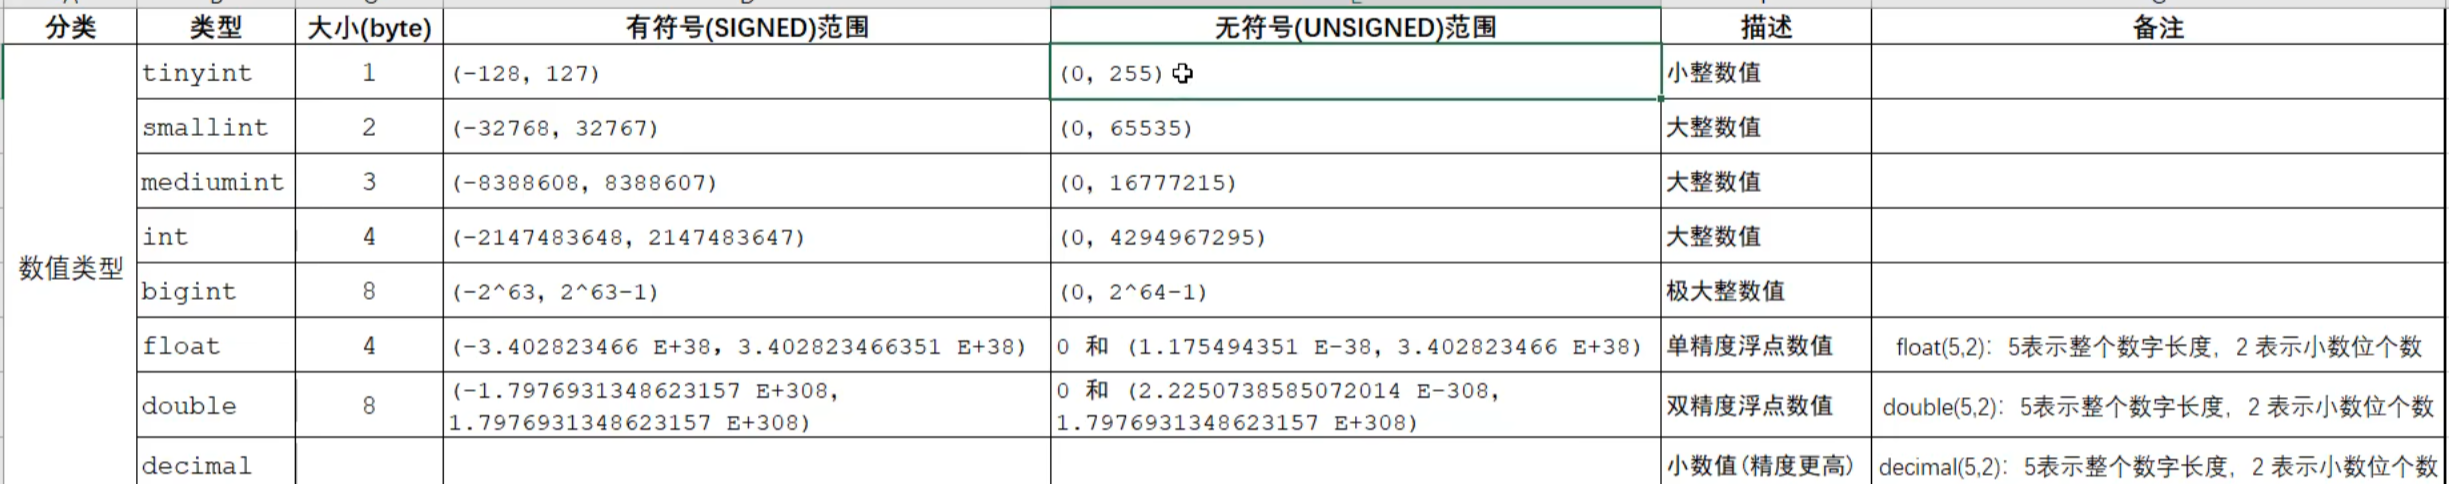 分类 类型 大小(byte) 有符号(SIGNED)范围 无符号(UNSIGNED)范围 描述 备注
数值类型
tinyint 1 (-128, 127) (0, 255) 小整数值
smallint 2 (-32768, 32767) (0, 65535) 大整数值
mediumint 3 (-8388608, 8388607) (0, 16777215) 大整数值
int 4 (-2147483648, 2147483647) (0, 4294967295) 大整数值
bigint 8 (-2^63, 2^63-1) (0, 2^64-1) 极大整数值
float 4 (-3.402823466 E+38, 3.402823466351 E+38) 0 和 (1.175494351 E-38, 3.402823466 E+38) 单精度浮点数值 float(5,2)：5表示整个数字长度，2 表示小数位个数
double 8 (-1.7976931348623157 E+308, 1.7976931348623157 E+308) 0 和 (2.2250738585072014 E-308, 1.7976931348623157 E+308) 双精度浮点数值 double(5,2)：5表示整个数字长度，2 表示小数位个数
decimal 小数值(精度更高) decimal(5,2)：5表示整个数字长度，2 表示小数位个数